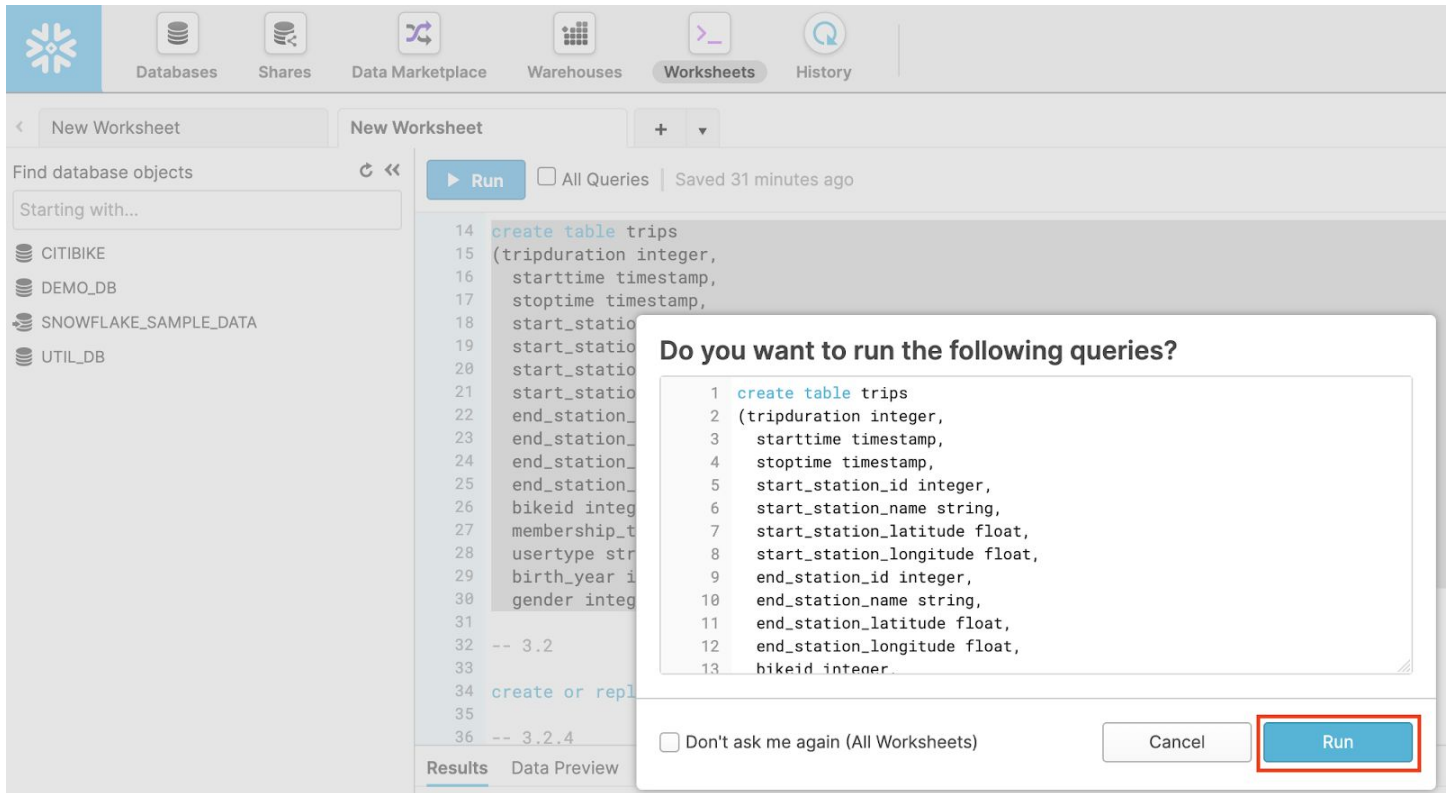 Databases
Shares
Data Marketplace
Warehouses
Worksheets
History
New Worksheet
New Worksheet
Find database objects
Starting with...
CITIBIKE
DEMO_DB
SNOWFLAKE_SAMPLE_DATA
UTIL_DB
Run
All Queries
Saved 31 minutes ago
14 create table trips
15 (tripduration integer,
16 starttime timestamp,
17 stoptime timestamp,
18 start_statio
19 start_statio
20 start_statio
21 start_statio
22 end_station_
23 end_station_
24 end_station_
25 end_station_
26 bikeid integ
27 membership_t
28 usertype str
29 birth_year i
30 gender integ
31
32 -- 3.2
33
34 create or repl
35
36 -- 3.2.4
Results Data Preview
Do you want to run the following queries?
1 create table trips
2 (tripduration integer,
3 starttime timestamp,
4 stoptime timestamp,
5 start_station_id integer,
6 start_station_name string,
7 start_station_latitude float,
8 start_station_longitude float,
9 end_station_id integer,
10 end_station_name string,
11 end_station_latitude float,
12 end_station_longitude float,
13 bikeid integer,
Don't ask me again (All Worksheets)
Cancel
Run